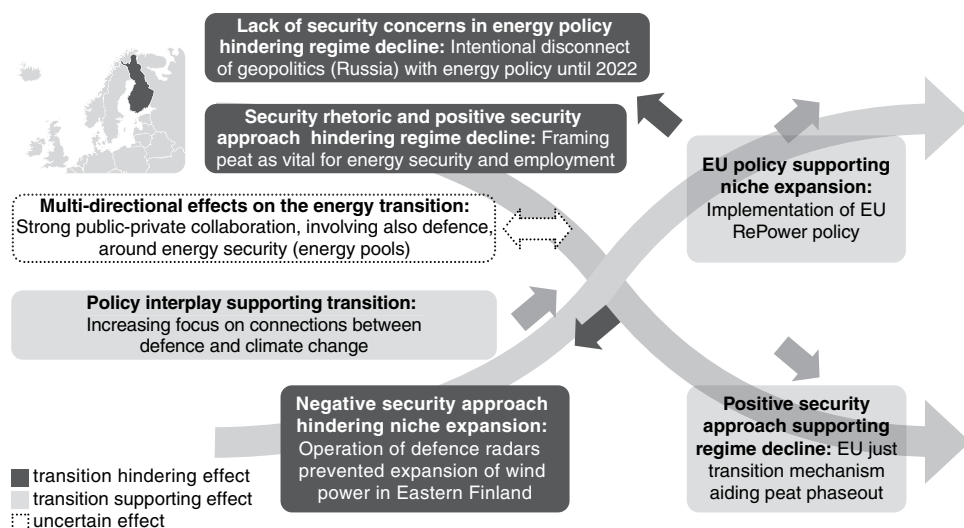 Lack of security concerns in energy policy
hindering regime decline: Intentional disconnect
of geopolitics (Russia) with energy policy until 2022
Security rhetoric and positive security
approach hindering regime decline: Framing
peat as vital for energy security and employment
Multi-directional effects on the energy transition:
Strong public-private collaboration, involving also defence,
around energy security (energy pools)
Policy interplay supporting transition:
Increasing focus on connections between
defence and climate change
Negative security approach
hindering niche expansion:
Operation of defence radars
prevented expansion of wind
power in Eastern Finland
EU policy supporting
niche expansion:
Implementation of EU
RePower policy
Positive security
approach supporting
regime decline: EU just
transition mechanism
aiding peat phaseout
transition hindering effect
transition supporting effect
uncertain effect